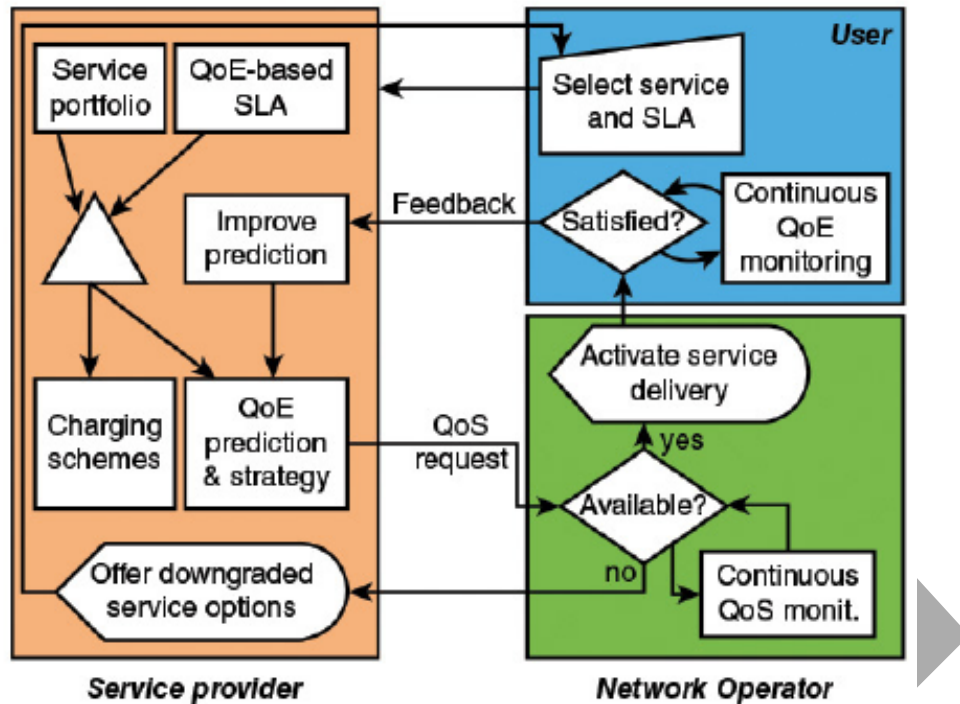 Service
portfolio
QoE-based
SLA
User
Select service
and SLA
Feedback
Improve
prediction
Satisfied?
Continuous
QoE
monitoring
Activate service
delivery
Charging
schemes
QoE
prediction
& strategy
QoS
request
yes
Available?
no
Continuous
QoS monit.
Offer downgraded
service options
Service provider
Network Operator